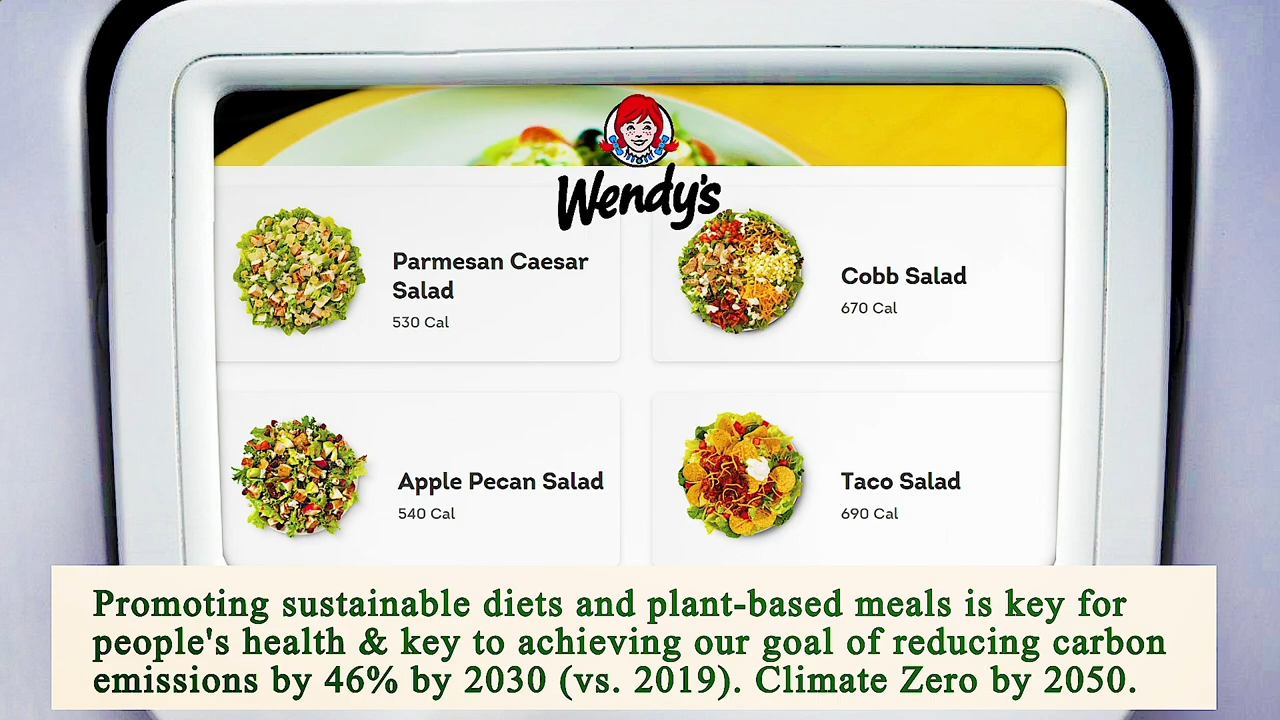 Wendy's
Parmesan Caesar
Salad
530 Cal
Cobb Salad
670 Cal
Apple Pecan Salad
540 Cal
Taco Salad
690 Cal
Promoting sustainable diets and plant-based meals is key for
people's health & key to achieving our goal of reducing carbon
emissions by 46% by 2030 (vs. 2019). Climate Zero by 2050.